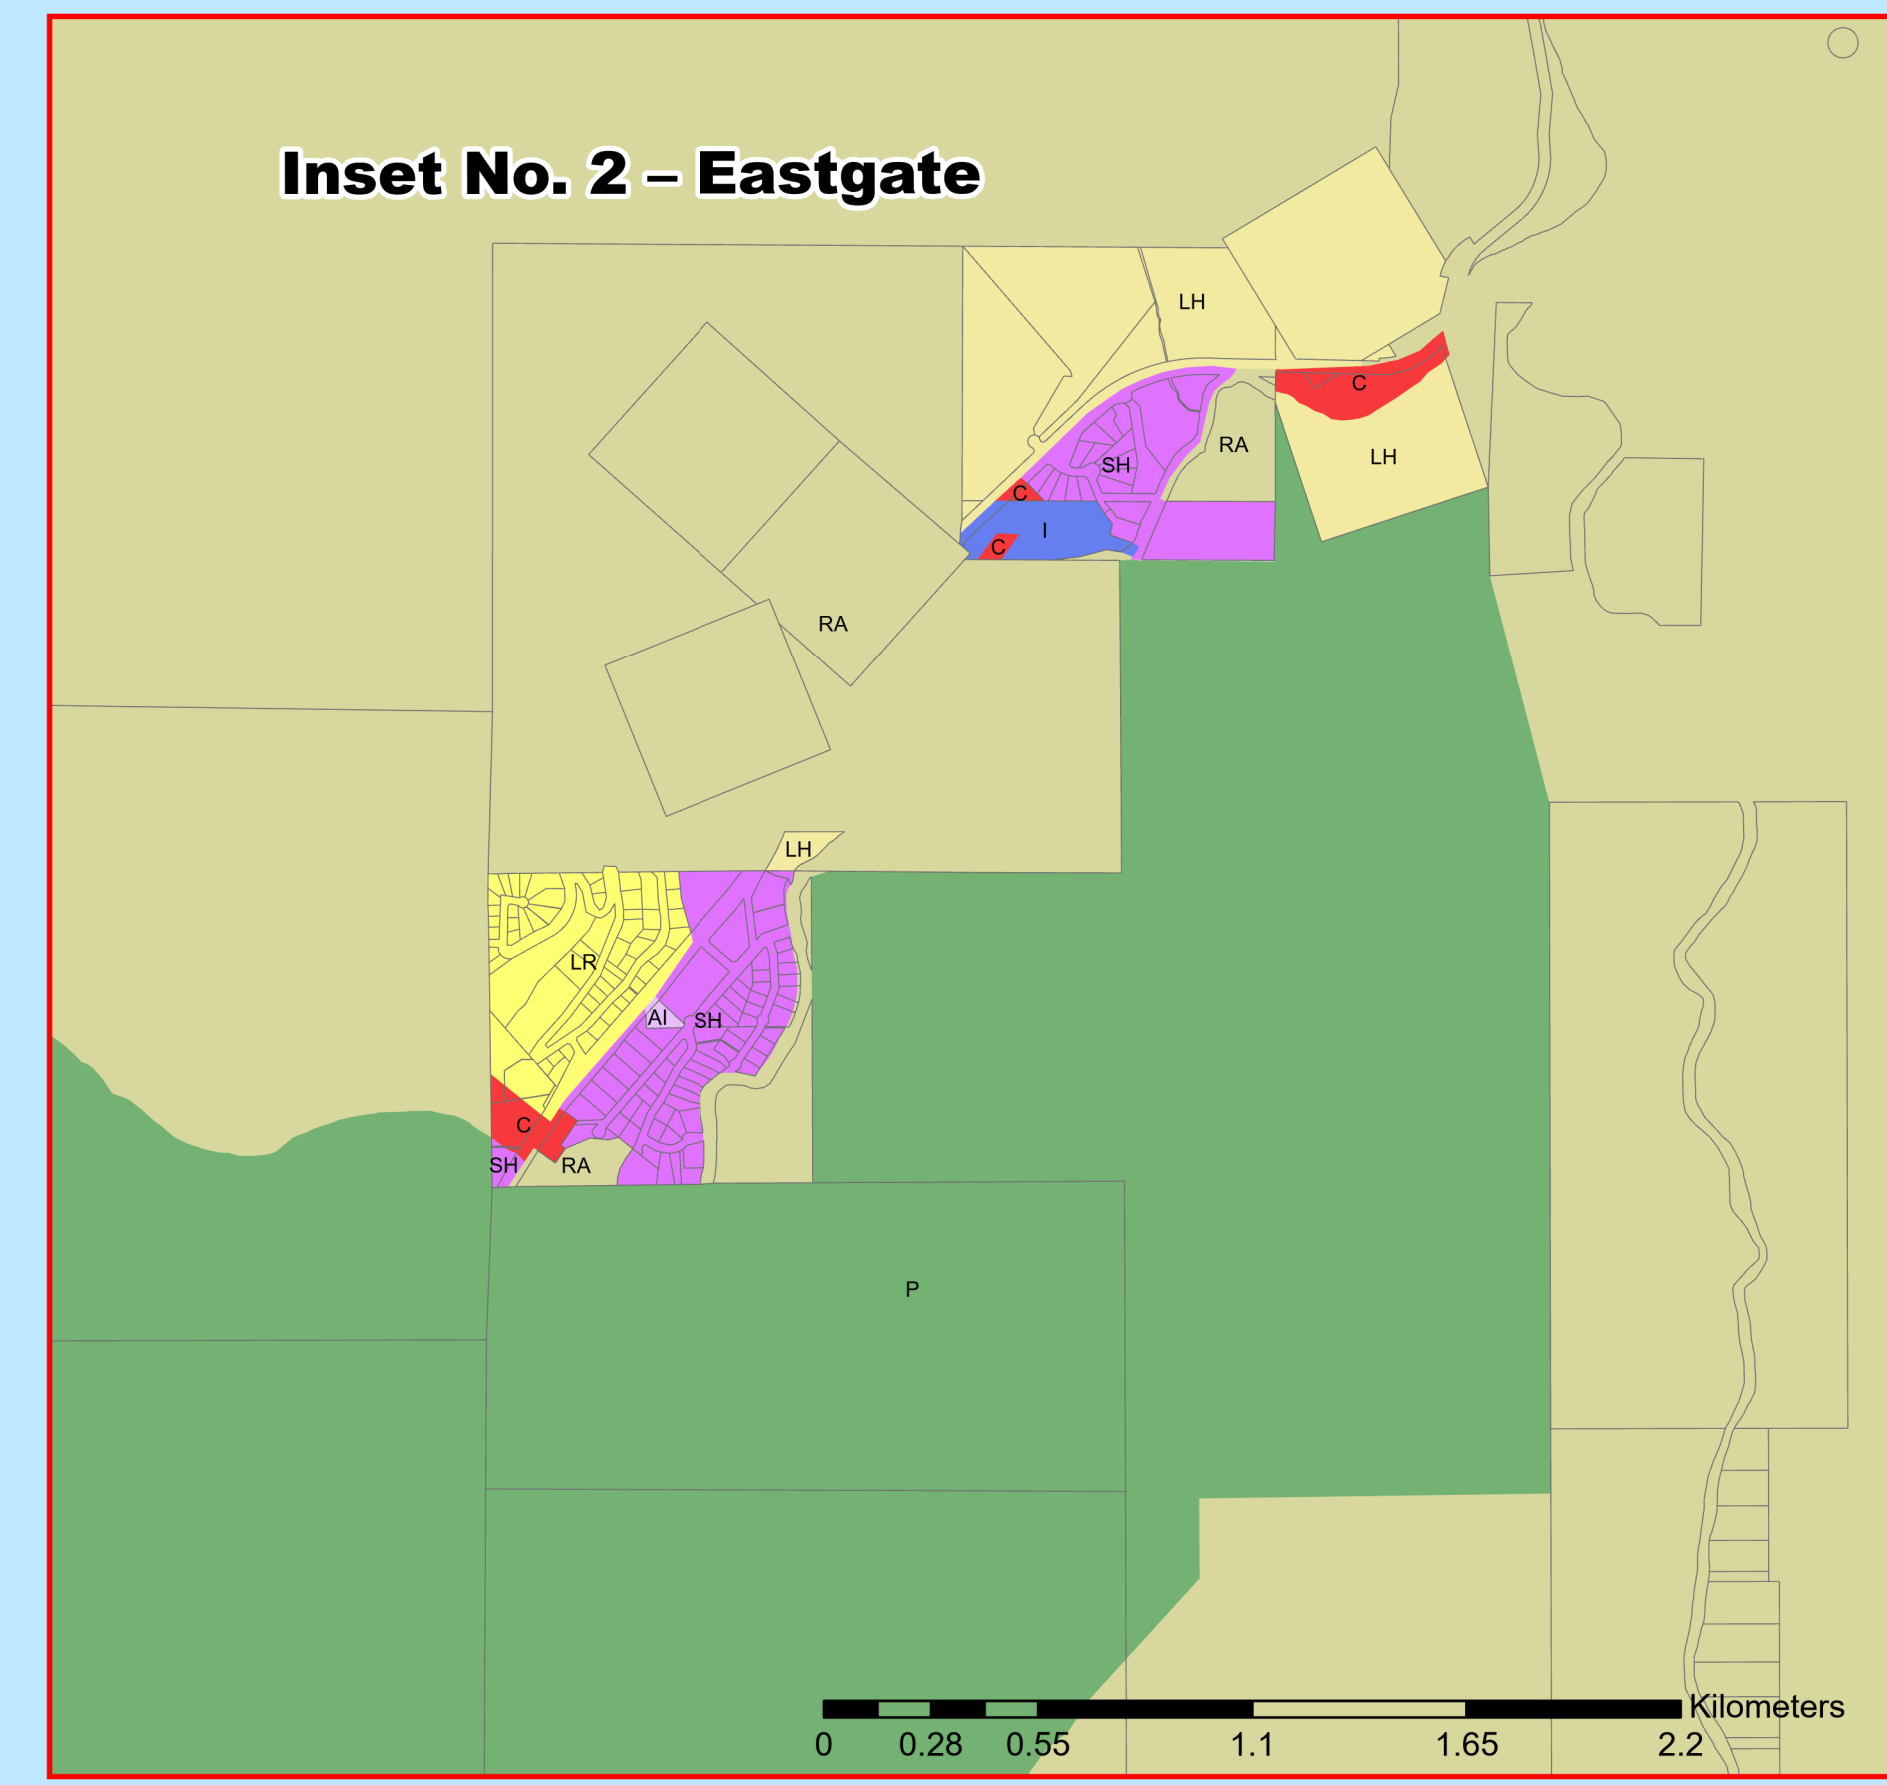 Inset No. 2 – Eastgate
LH
C
RA
LH
SH
C
I
C
RA
LH
LR
AI
SH
C
SH
RA
P
Kilometers
0 0.28 0.55 1.1 1.65 2.2